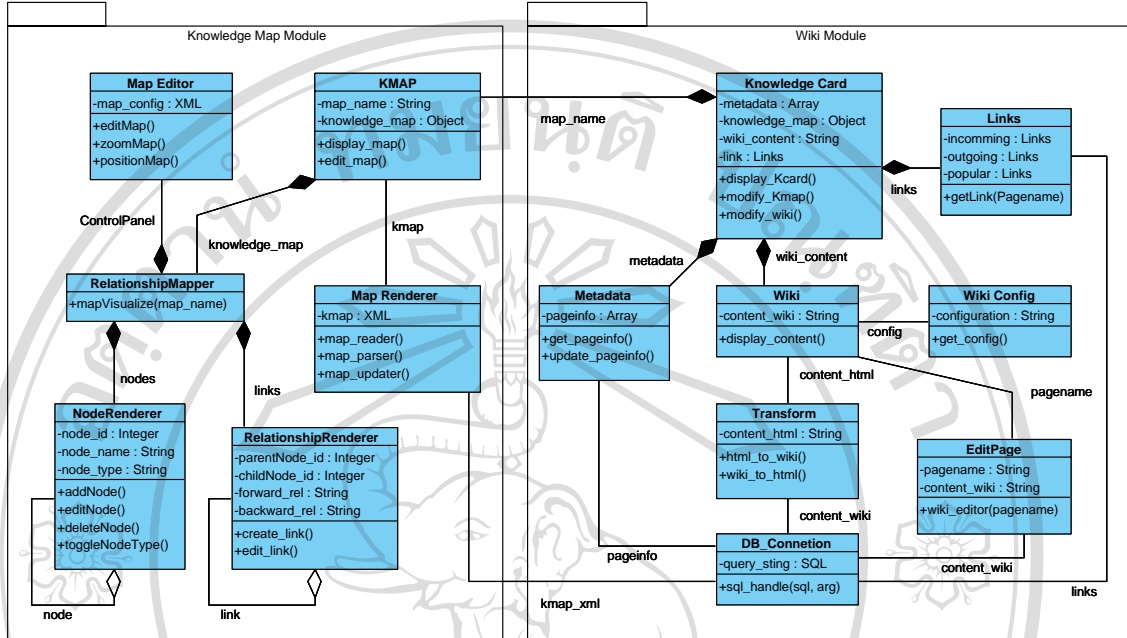 Knowledge Map Module
Map Editor
-map_config : XML
+editMap()
+zoomMap()
+positionMap()
KMAP
-map_name : String
-knowledge_map : Object
+display_map()
+edit_map()
ControlPanel
knowledge_map
kmap
RelationshipMapper
+mapVisualize(map_name)
Map Renderer
-kmap : XML
+map_reader()
+map_parser()
+map_updater()
nodes
links
NodeRenderer
-node_id : Integer
-node_name : String
-node_type : String
+addNode()
+editNode()
+deleteNode()
+toggleNodeType()
RelationshipRenderer
-parentNode_id : Integer
-childNode_id : Integer
-forward_rel : String
-backward_rel : String
+create_link()
+edit_link()
node
link
Wiki Module
map_name
Knowledge Card
-metadata : Array
-knowledge_map : Object
-wiki_content : String
-link : Links
+display_Kcard()
+modify_Kmap()
+modify_wiki()
Links
-incomming : Links
-outgoing : Links
-popular : Links
+getLink(Pagename)
links
metadata
wiki_content
Metadata
-pageinfo : Array
+get_pageinfo()
+update_pageinfo()
Wiki
-content_wiki : String
+display_content()
config
Wiki Config
-configuration : String
+get_config()
content_html
pagename
Transform
-content_html : String
+html_to_wiki()
+wiki_to_html()
EditPage
-pagename : String
-content_wiki : String
+wiki_editor(pagename)
content_wiki
DB_Connetion
-query_sting : SQL
+sql_handle(sql, arg)
pageinfo
content_wiki
kmap_xml
links